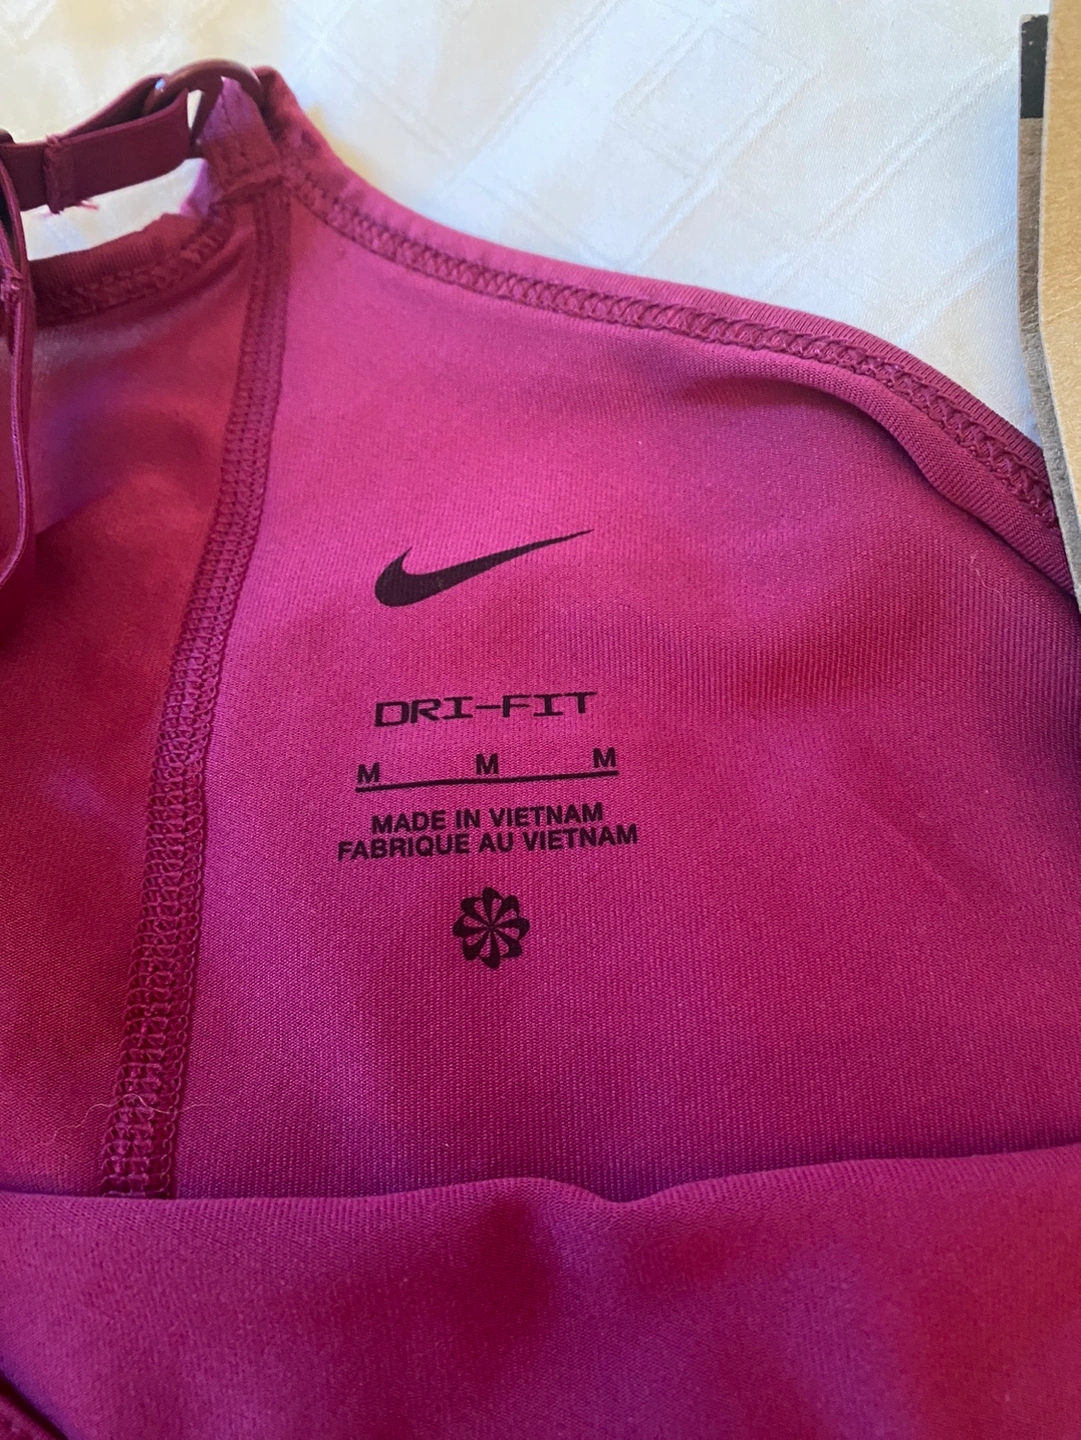 DRI-FIT
M M M
MADE IN VIETNAM
FABRIQUE AU VIETNAM